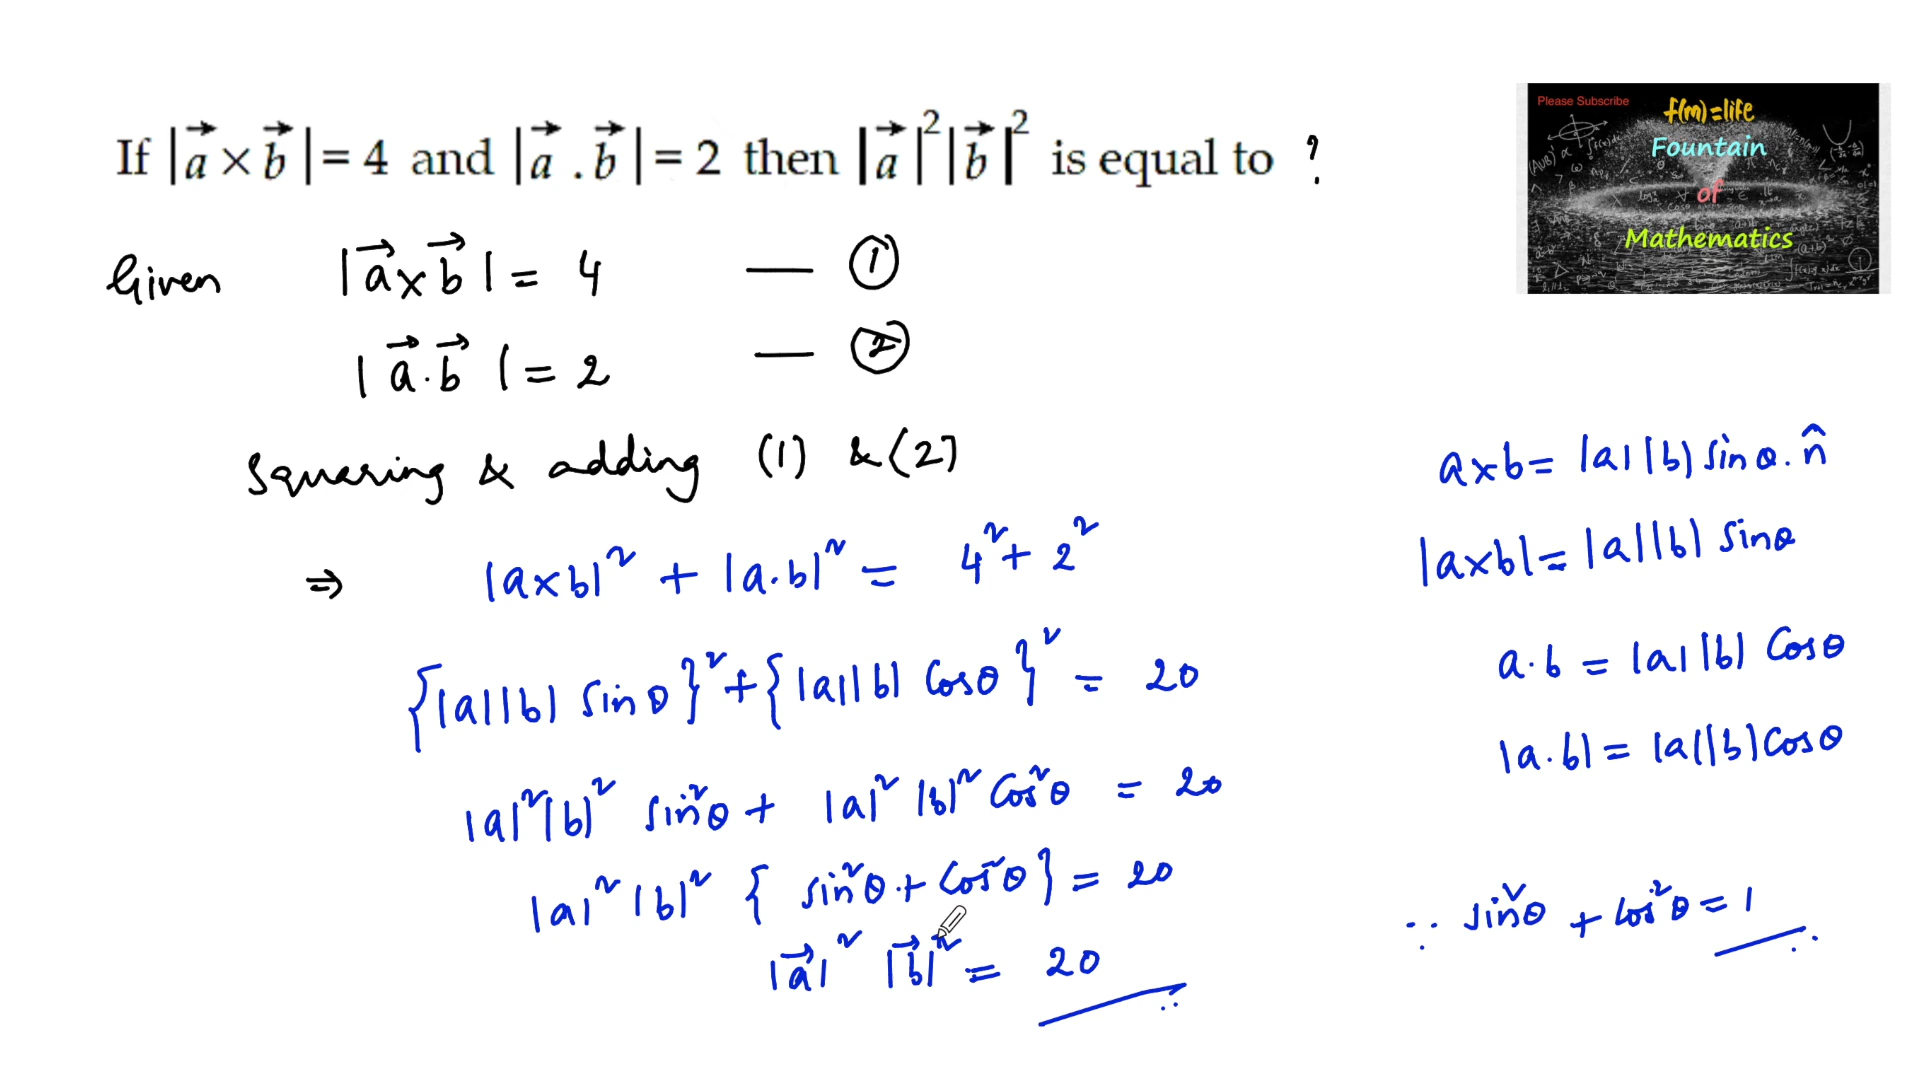 Please Subscribe
f(m)=life
Fountain
of
Mathematics
If |a⃗ × b⃗| = 4 and |a⃗ . b⃗| = 2 then |a⃗|²|b⃗|² is equal to ?
Given |a⃗×b⃗| = 4 — ①
|a⃗.b⃗| = 2 — ②
Squaring & adding (1) & (2)
⇒ |a×b|² + |a.b|² = 4² + 2²
{|a||b| sinθ}² + {|a||b| Cosθ}² = 20
|a|²|b|² sin²θ + |a|²|b|² Cos²θ = 20
|a|²|b|² { sin²θ + Cos²θ } = 20
|a⃗|² |b⃗|² = 20
a×b = |a||b| sinθ. n̂
|a×b| = |a||b| sinθ
a.b = |a||b| Cosθ
|a.b| = |a||b| Cosθ
∵ sin²θ + Cos²θ = 1